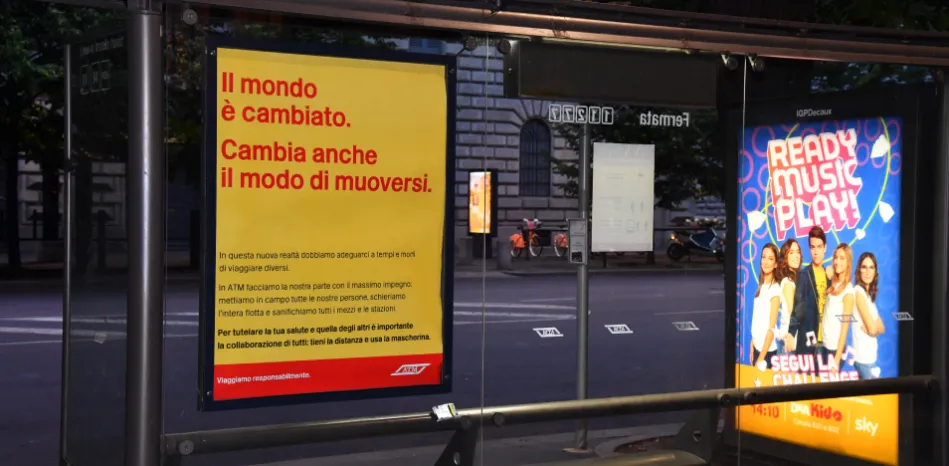 Il mondo
è cambiato.
Cambia anche
il modo di muoversi.
In questa nuova realtà dobbiamo adeguarci a tempi e modi
di viaggiare diversi.
In ATM facciamo la nostra parte con il massimo impegno:
mettiamo in campo tutte le nostre persone, schieriamo
l'intera flotta e sanifichiamo tutti i mezzi e le stazioni.
Per tutelare la tua salute e quella degli altri è importante
la collaborazione di tutti: tieni la distanza e usa la mascherina.
Viaggiamo responsabilmente.
ATM
Fermata
IGPDecaux
READY
MUSIC
PLAY!
SEGUI LA
CHALLENGE
14:10
DEA Kids
sky